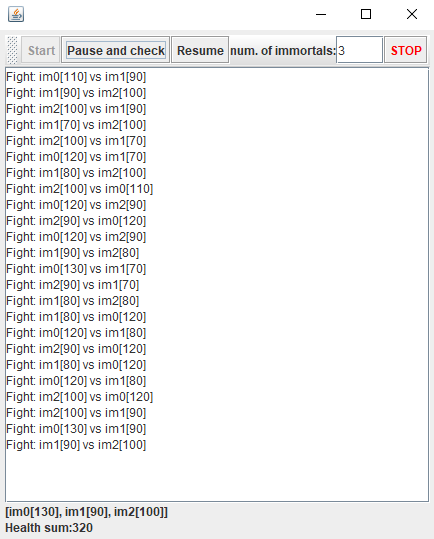 Start Pause and check Resume num. of immortals: 3 STOP
Fight: im0[110] vs im1[90]
Fight: im1[90] vs im2[100]
Fight: im2[100] vs im1[90]
Fight: im1[70] vs im2[100]
Fight: im2[100] vs im1[70]
Fight: im0[120] vs im1[70]
Fight: im1[80] vs im2[100]
Fight: im2[100] vs im0[110]
Fight: im0[120] vs im2[90]
Fight: im2[90] vs im0[120]
Fight: im0[120] vs im2[90]
Fight: im1[90] vs im2[80]
Fight: im0[130] vs im1[70]
Fight: im2[90] vs im1[70]
Fight: im1[80] vs im2[80]
Fight: im1[80] vs im0[120]
Fight: im0[120] vs im1[80]
Fight: im2[90] vs im0[120]
Fight: im1[80] vs im0[120]
Fight: im0[120] vs im1[80]
Fight: im2[100] vs im0[120]
Fight: im2[100] vs im1[90]
Fight: im0[130] vs im1[90]
Fight: im1[90] vs im2[100]
[im0[130], im1[90], im2[100]]
Health sum:320